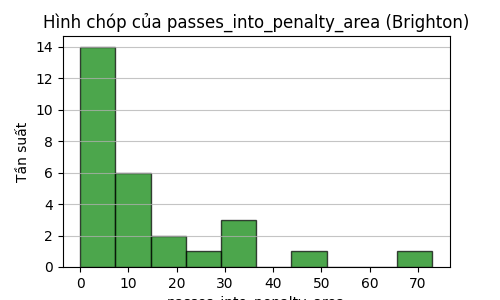 Hình chóp của passes_into_penalty_area (Brighton)
14
12
10
8
6
4
2
0
Tần suất
0 10 20 30 40 50 60 70
passes_into_penalty_area